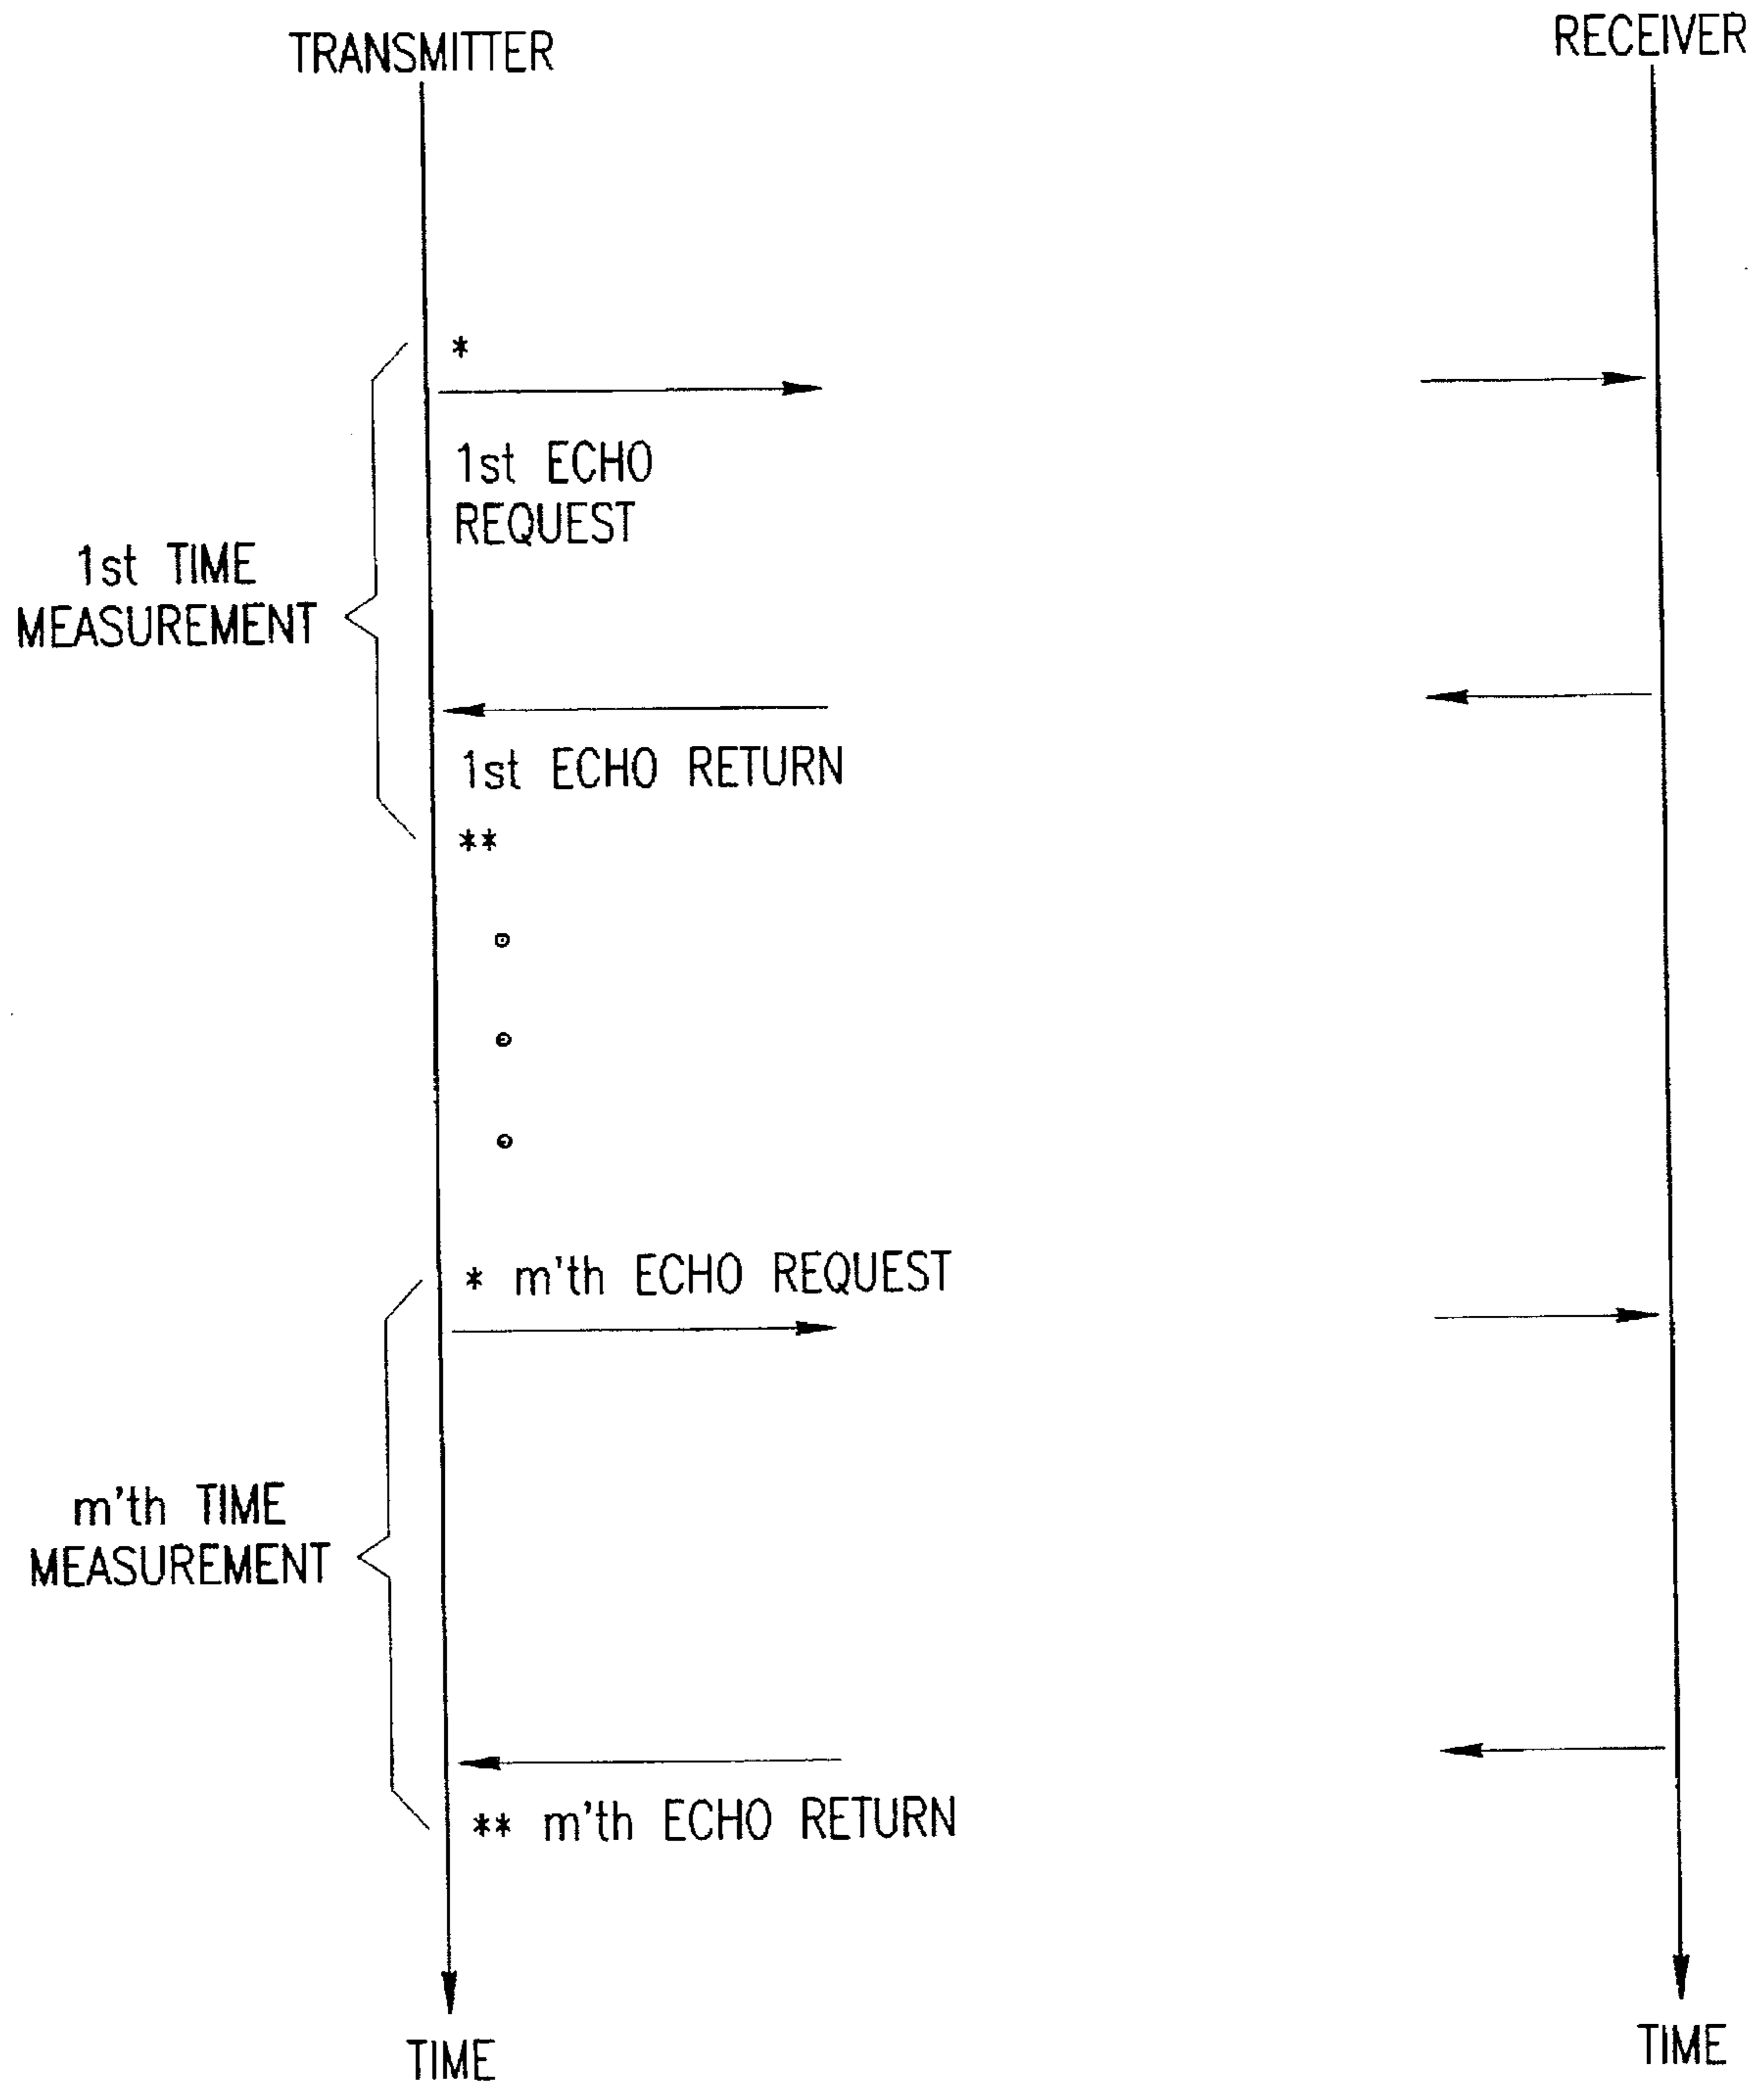 TRANSMITTER
RECEIVER
*
1st ECHO
REQUEST
1st TIME
MEASUREMENT
1st ECHO RETURN
**
* m'th ECHO REQUEST
m'th TIME
MEASUREMENT
** m'th ECHO RETURN
TIME
TIME